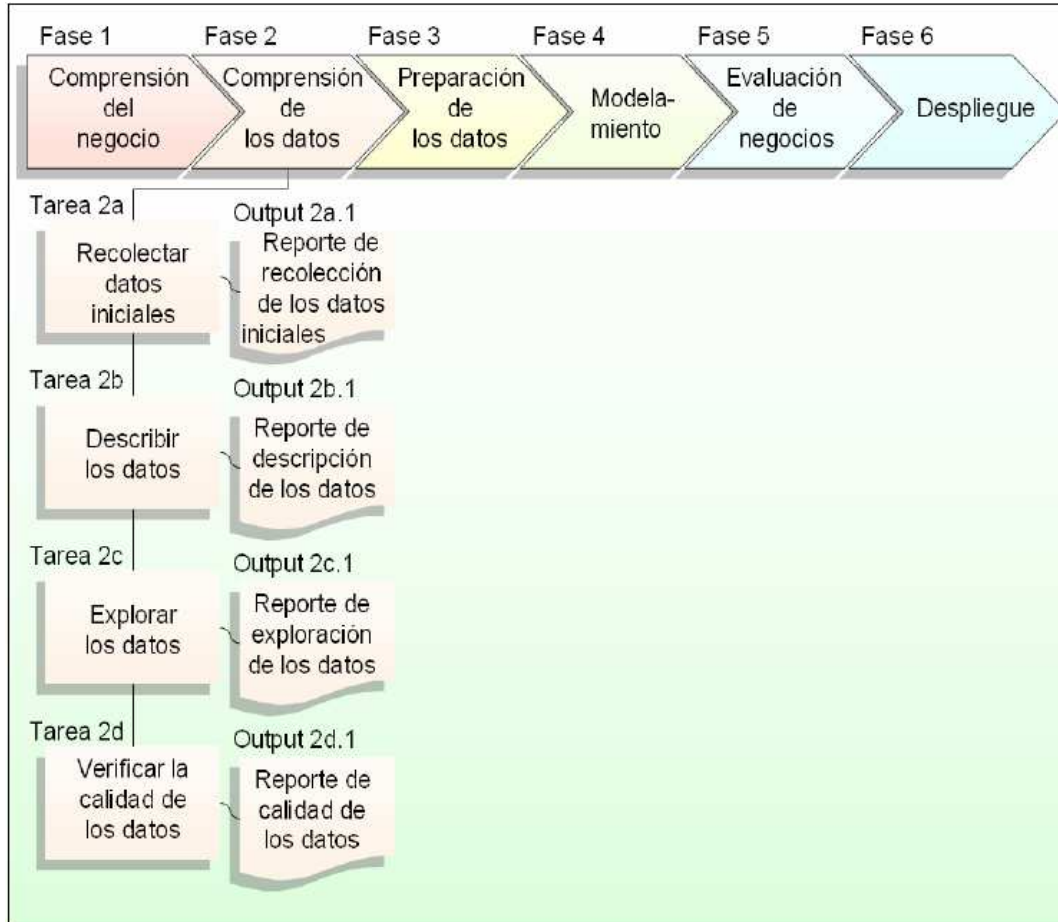 Fase 1
Fase 2
Fase 3
Fase 4
Fase 5
Fase 6
Comprensión
del
negocio
Comprensión
de
los datos
Preparación
de
los datos
Modela-
miento
Evaluación
de
negocios
Despliegue
Tarea 2a
Recolectar
datos
iniciales
Output 2a.1
Reporte de
recolección
de los datos
iniciales
Tarea 2b
Describir
los datos
Output 2b.1
Reporte de
descripción
de los datos
Tarea 2c
Explorar
los datos
Output 2c.1
Reporte de
exploración
de los datos
Tarea 2d
Verificar la
calidad de
los datos
Output 2d.1
Reporte de
calidad de
los datos